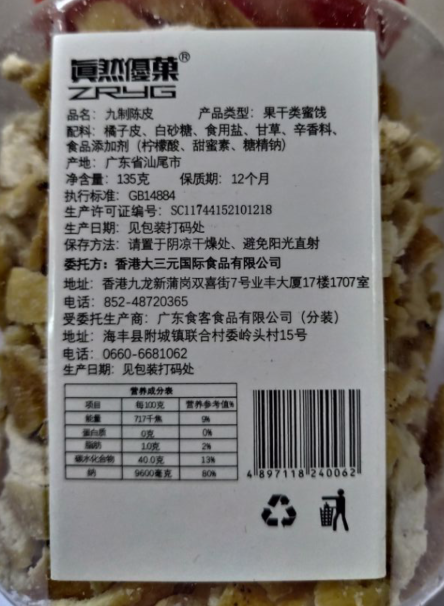 真然優菓®
ZRYG
品名：九制陈皮 产品类型：果干类蜜饯
配料：橘子皮、白砂糖、食用盐、甘草、辛香料、
食品添加剂（柠檬酸、甜蜜素、糖精钠）
产地：广东省汕尾市
净含量：135克 保质期：12个月
执行标准：GB14884
生产许可证编号：SC11744152101218
生产日期：见包装打码处
保存方法：请置于阴凉干燥处、避免阳光直射
委托方：香港大三元国际食品有限公司
地址：香港九龙新蒲岗双喜街7号业丰大厦17楼1707室
电话：852-48720365
受委托生产商：广东食客食品有限公司（分装）
地址：海丰县附城镇联合村委岭头村15号
电话：0660-6681062
生产日期：见包装打码处
营养成分表
项目 每100克 营养参考值%
能量 717千焦 9%
蛋白质 0克 0%
脂肪 1.0克 2%
碳水化合物 40.0克 13%
钠 9600毫克 80%
4 897118 240062